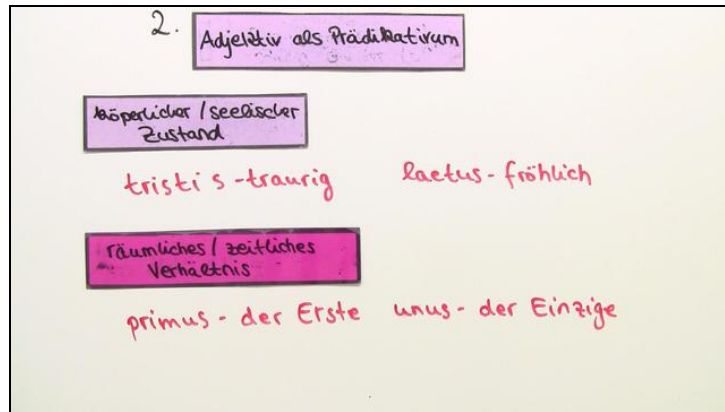 2. Adjektiv als Prädikativum
köperlicher / seelischer
Zustand
tristis - traurig laetus - fröhlich
räumliches / zeitliches
Verhältnis
primus - der Erste unus - der Einzige